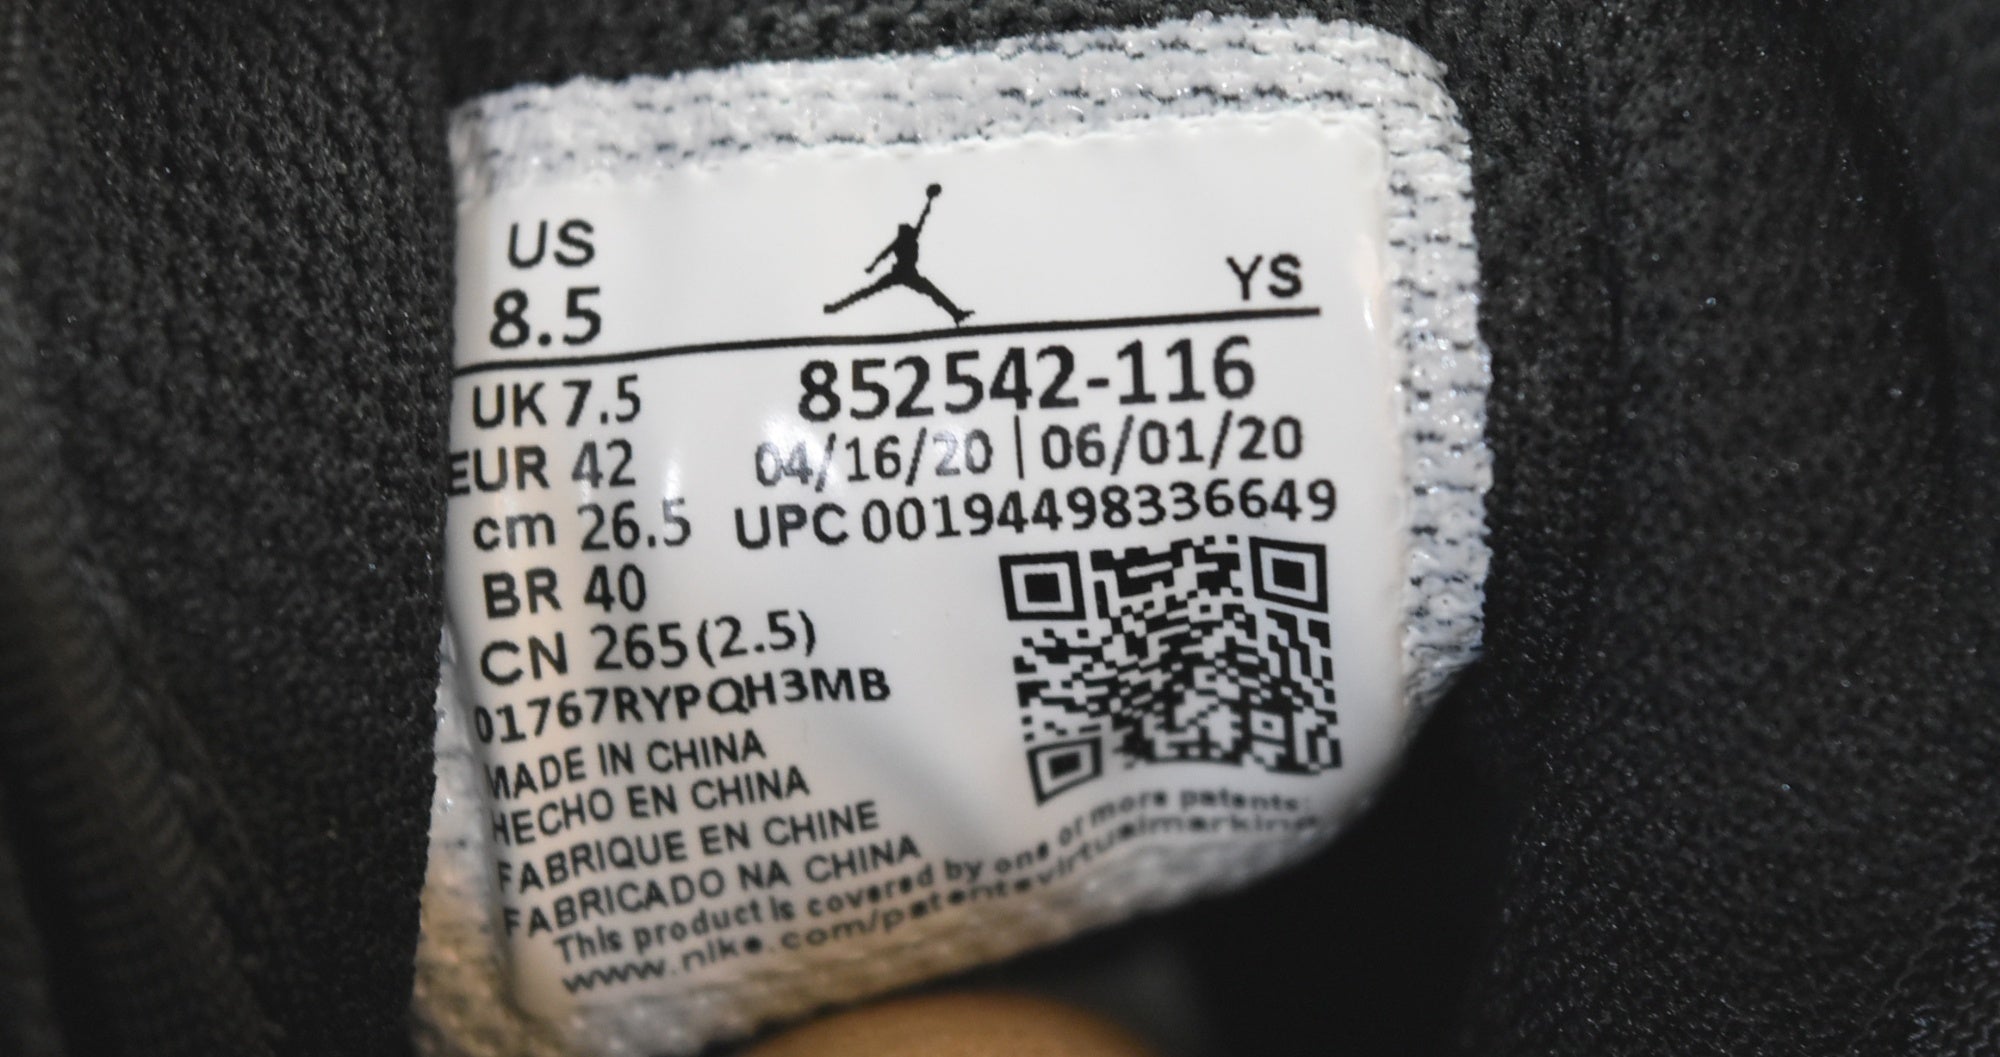 US
YS
8.5
UK 7.5
852542-116
EUR 42
04/16/20 | 06/01/20
cm 26.5
UPC 00194498336649
BR 40
CN 265(2.5)
01767RYPQH3MB
MADE IN CHINA
HECHO EN CHINA
FABRIQUE EN CHINE
FABRICADO NA CHINA
This product is covered by one or more patents:
www.nike.com/patentsvirtualmarking